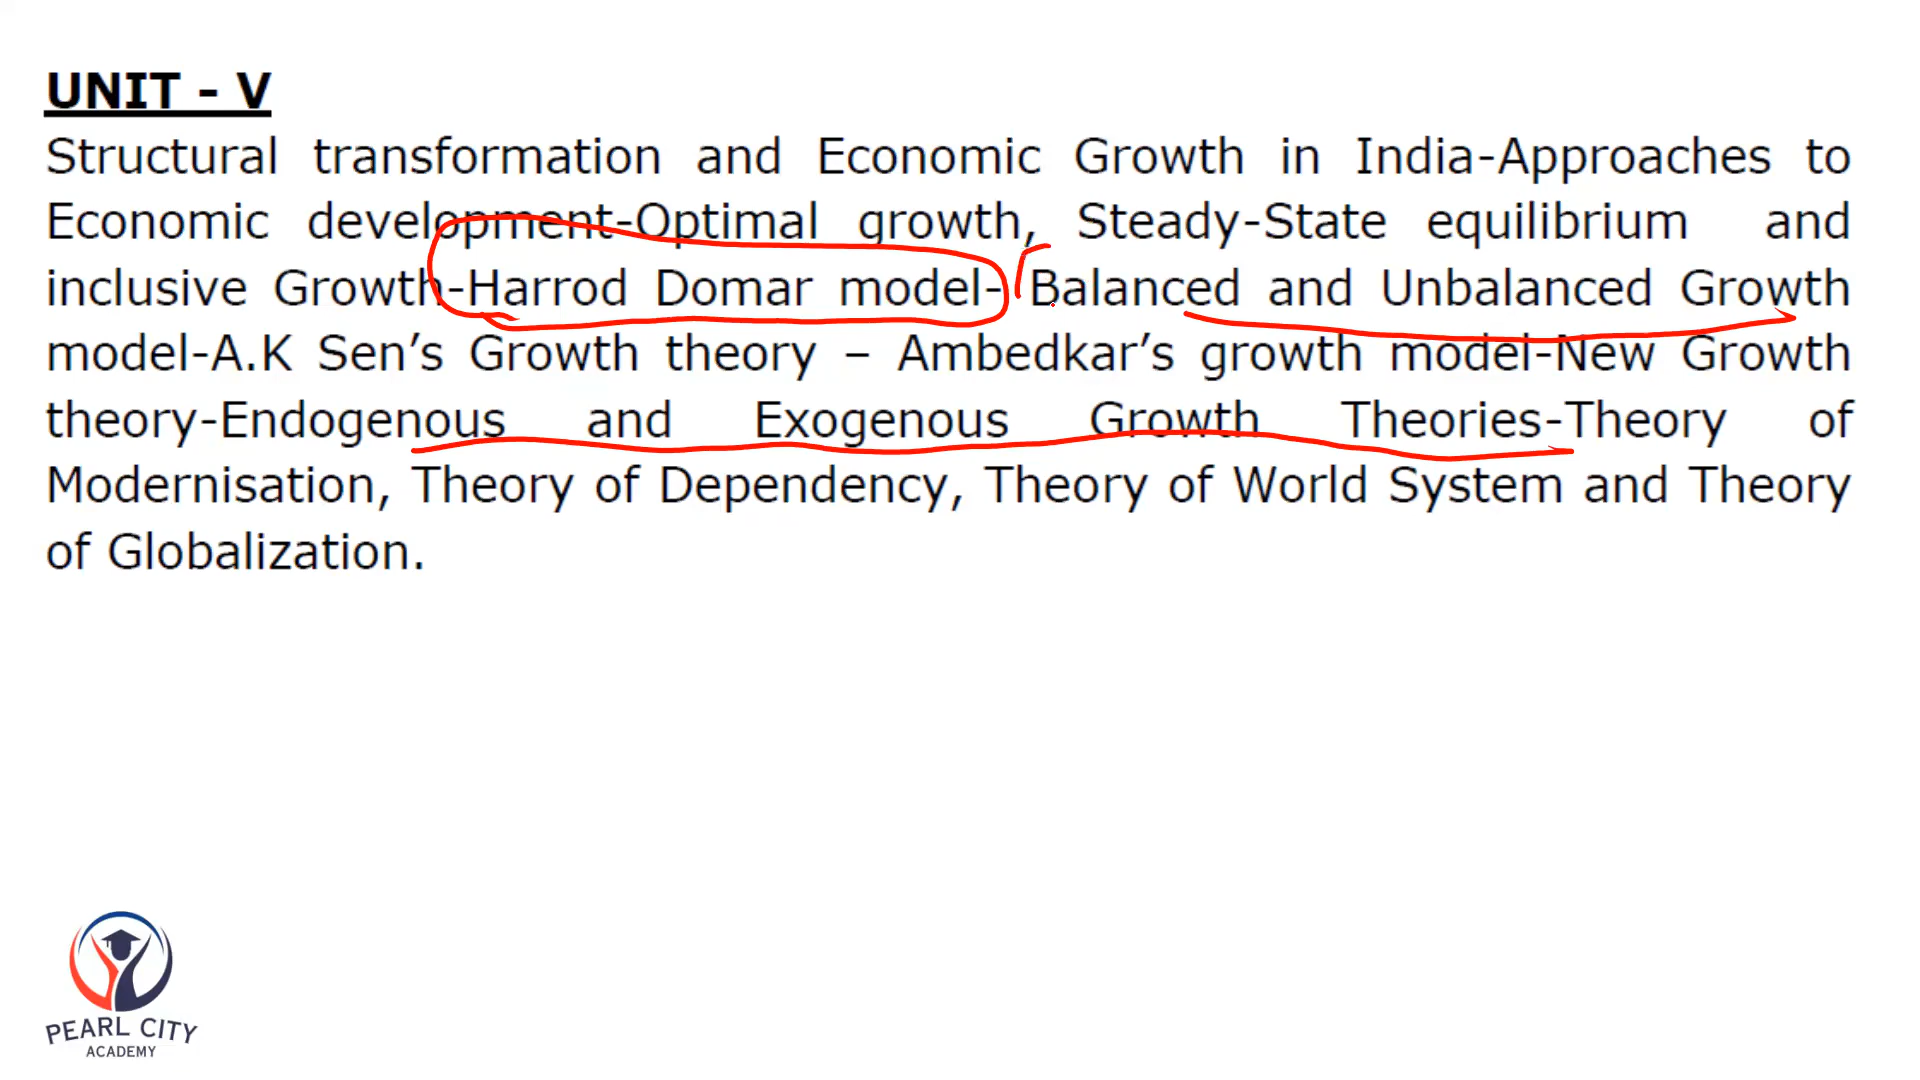 UNIT - V
Structural transformation and Economic Growth in India-Approaches to
Economic development-Optimal growth, Steady-State equilibrium and
inclusive Growth-Harrod Domar model- Balanced and Unbalanced Growth
model-A.K Sen’s Growth theory – Ambedkar’s growth model-New Growth
theory-Endogenous and Exogenous Growth Theories-Theory of
Modernisation, Theory of Dependency, Theory of World System and Theory
of Globalization.
PEARL CITY
ACADEMY